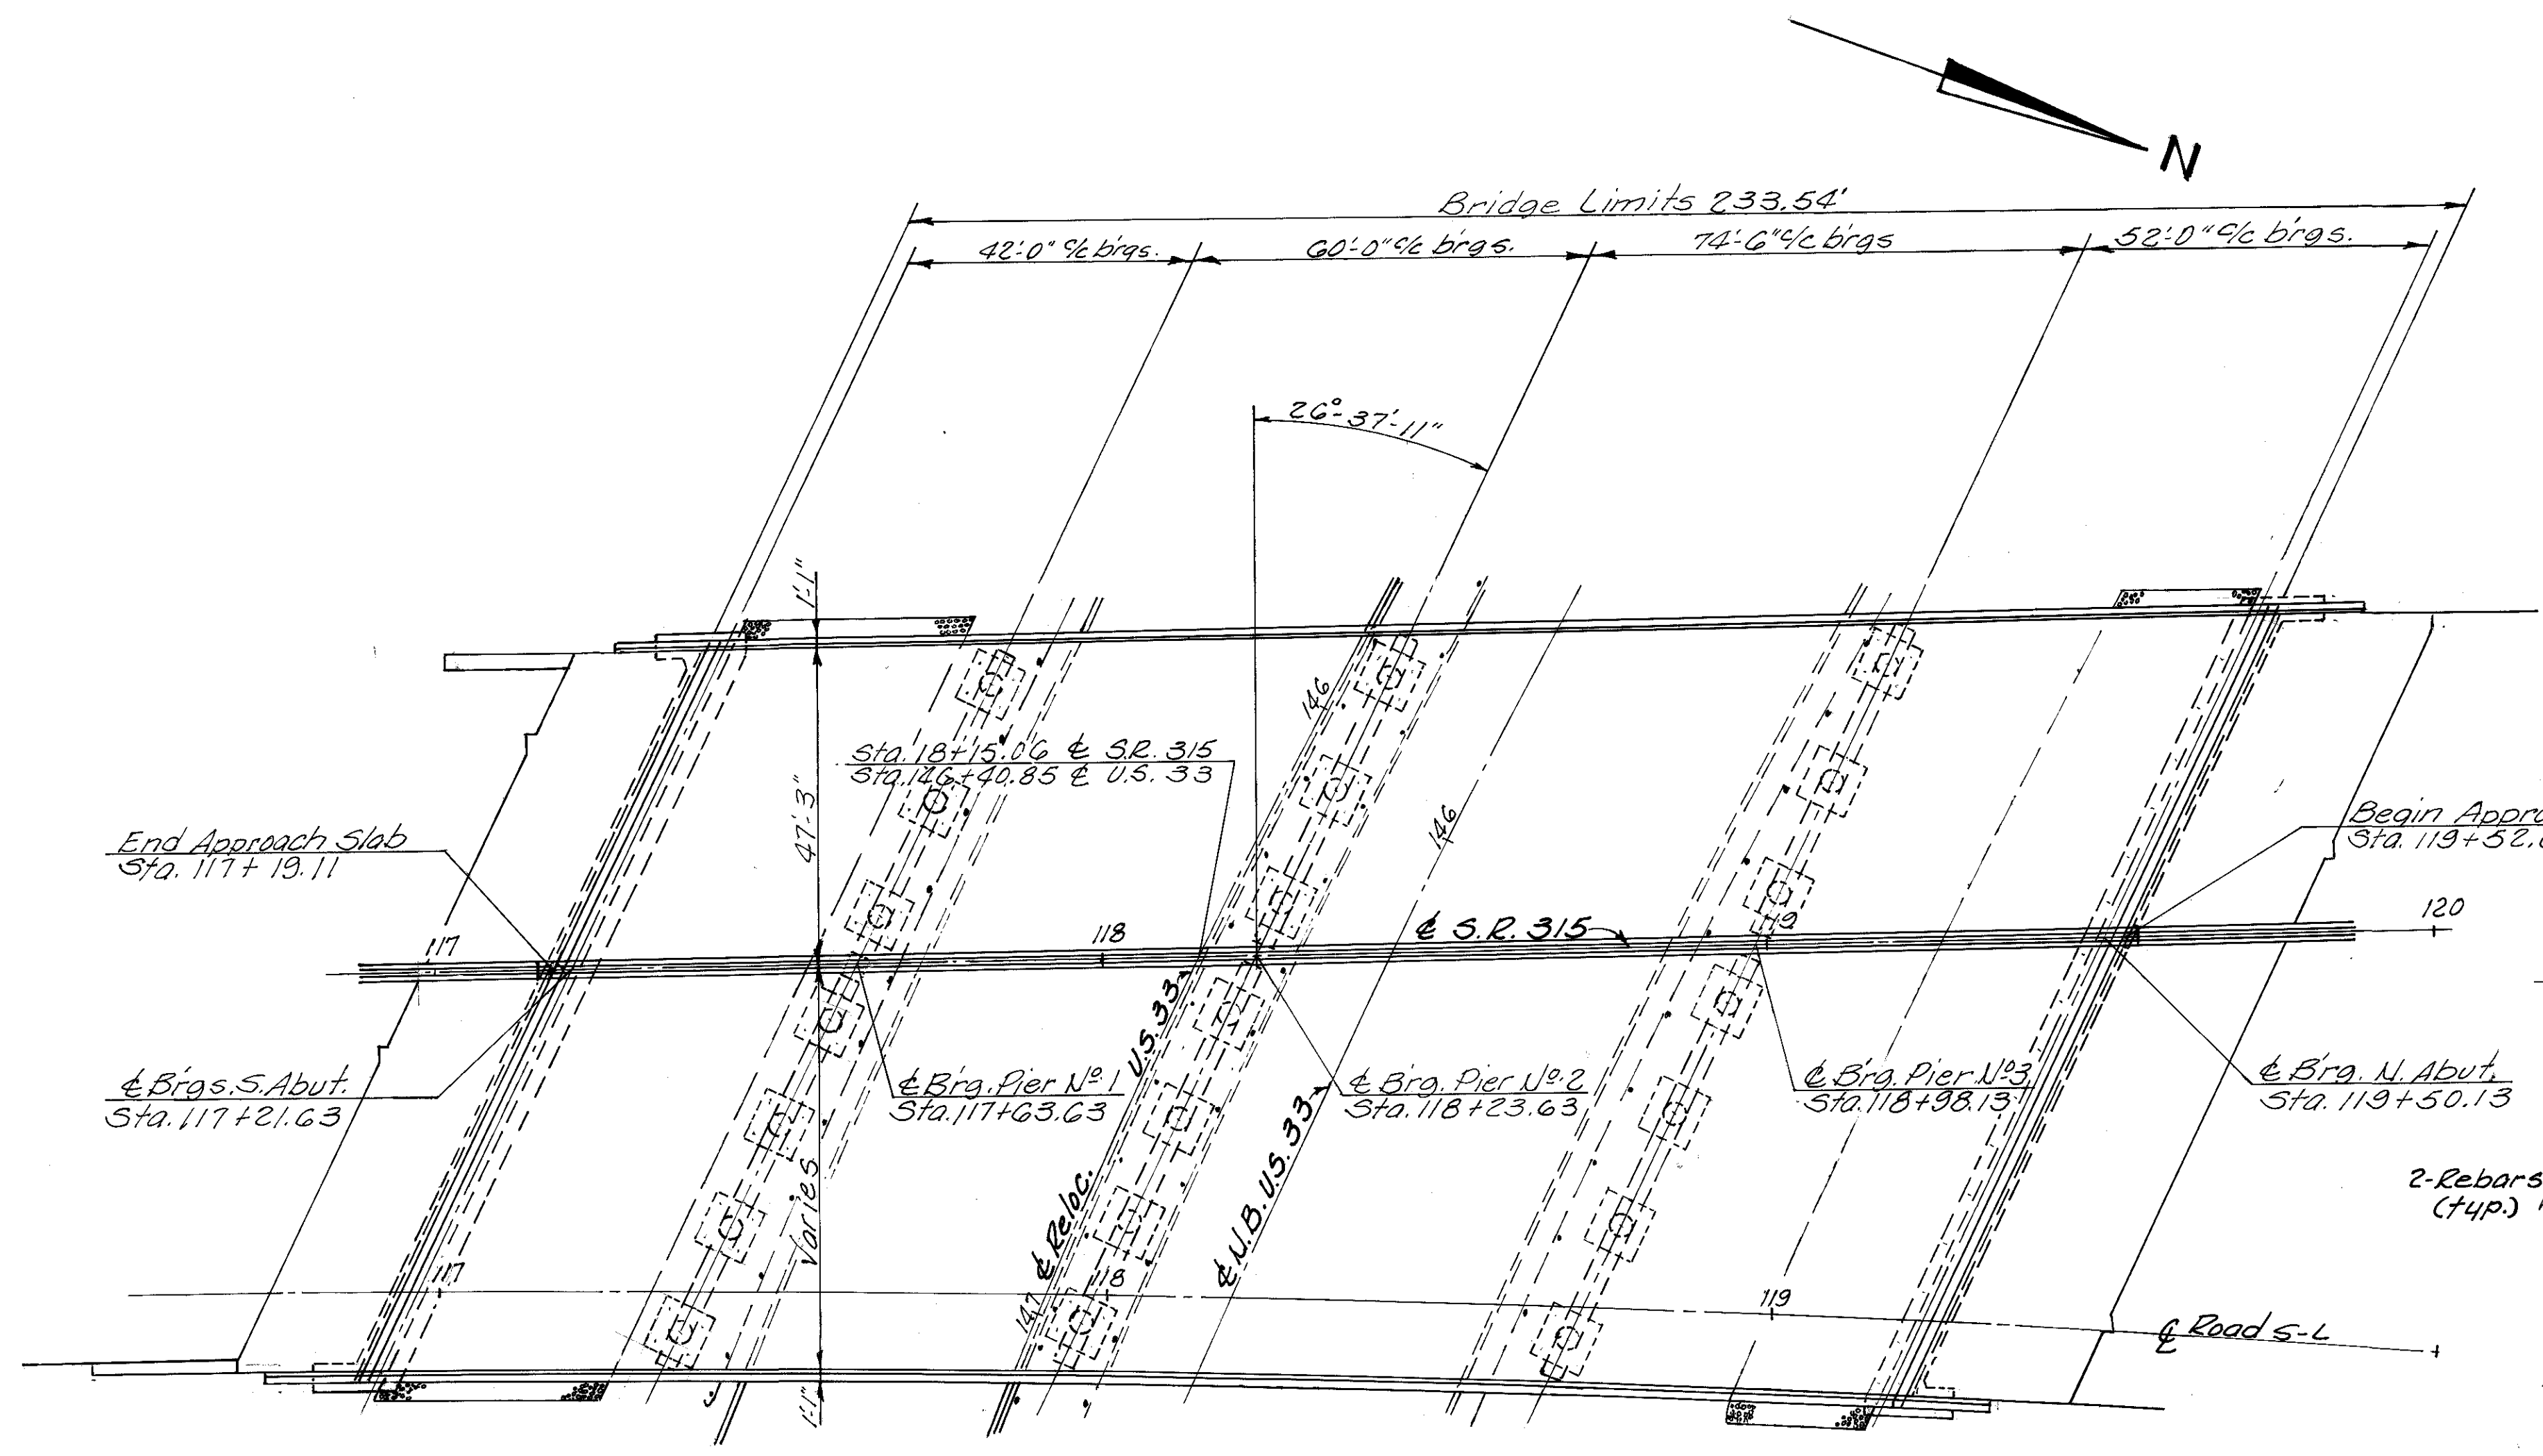 N
Bridge Limits 233.54'
42'-0" c/c brgs.
60'-0" c/c brgs.
74'-6" c/c brgs
52'-0" c/c brgs.
26°-37'-11"
1'-1"
47'-3"
146
146
Sta. 18+15.06 ℄ S.R. 315
Sta. 146+40.85 ℄ U.S. 33
End Approach Slab
Sta. 117+19.11
Begin
Sta. 119+52.
117
118
℄ S.R. 315
120
℄ Brgs. S. Abut.
Sta. 117+21.63
℄ Brg. Pier Nº 1
Sta. 117+63.63
℄ Reloc. U.S. 33
℄ Brg. Pier Nº 2
Sta. 118+23.63
℄ N.B. U.S. 33
℄ Brg. Pier Nº 3
Sta. 118+98.13
℄ Brg. N. Abut.
Sta. 119+50.13
2-Rebars
(typ.)
Varies
117
118
147
119
℄ Road S-L
1'-1"